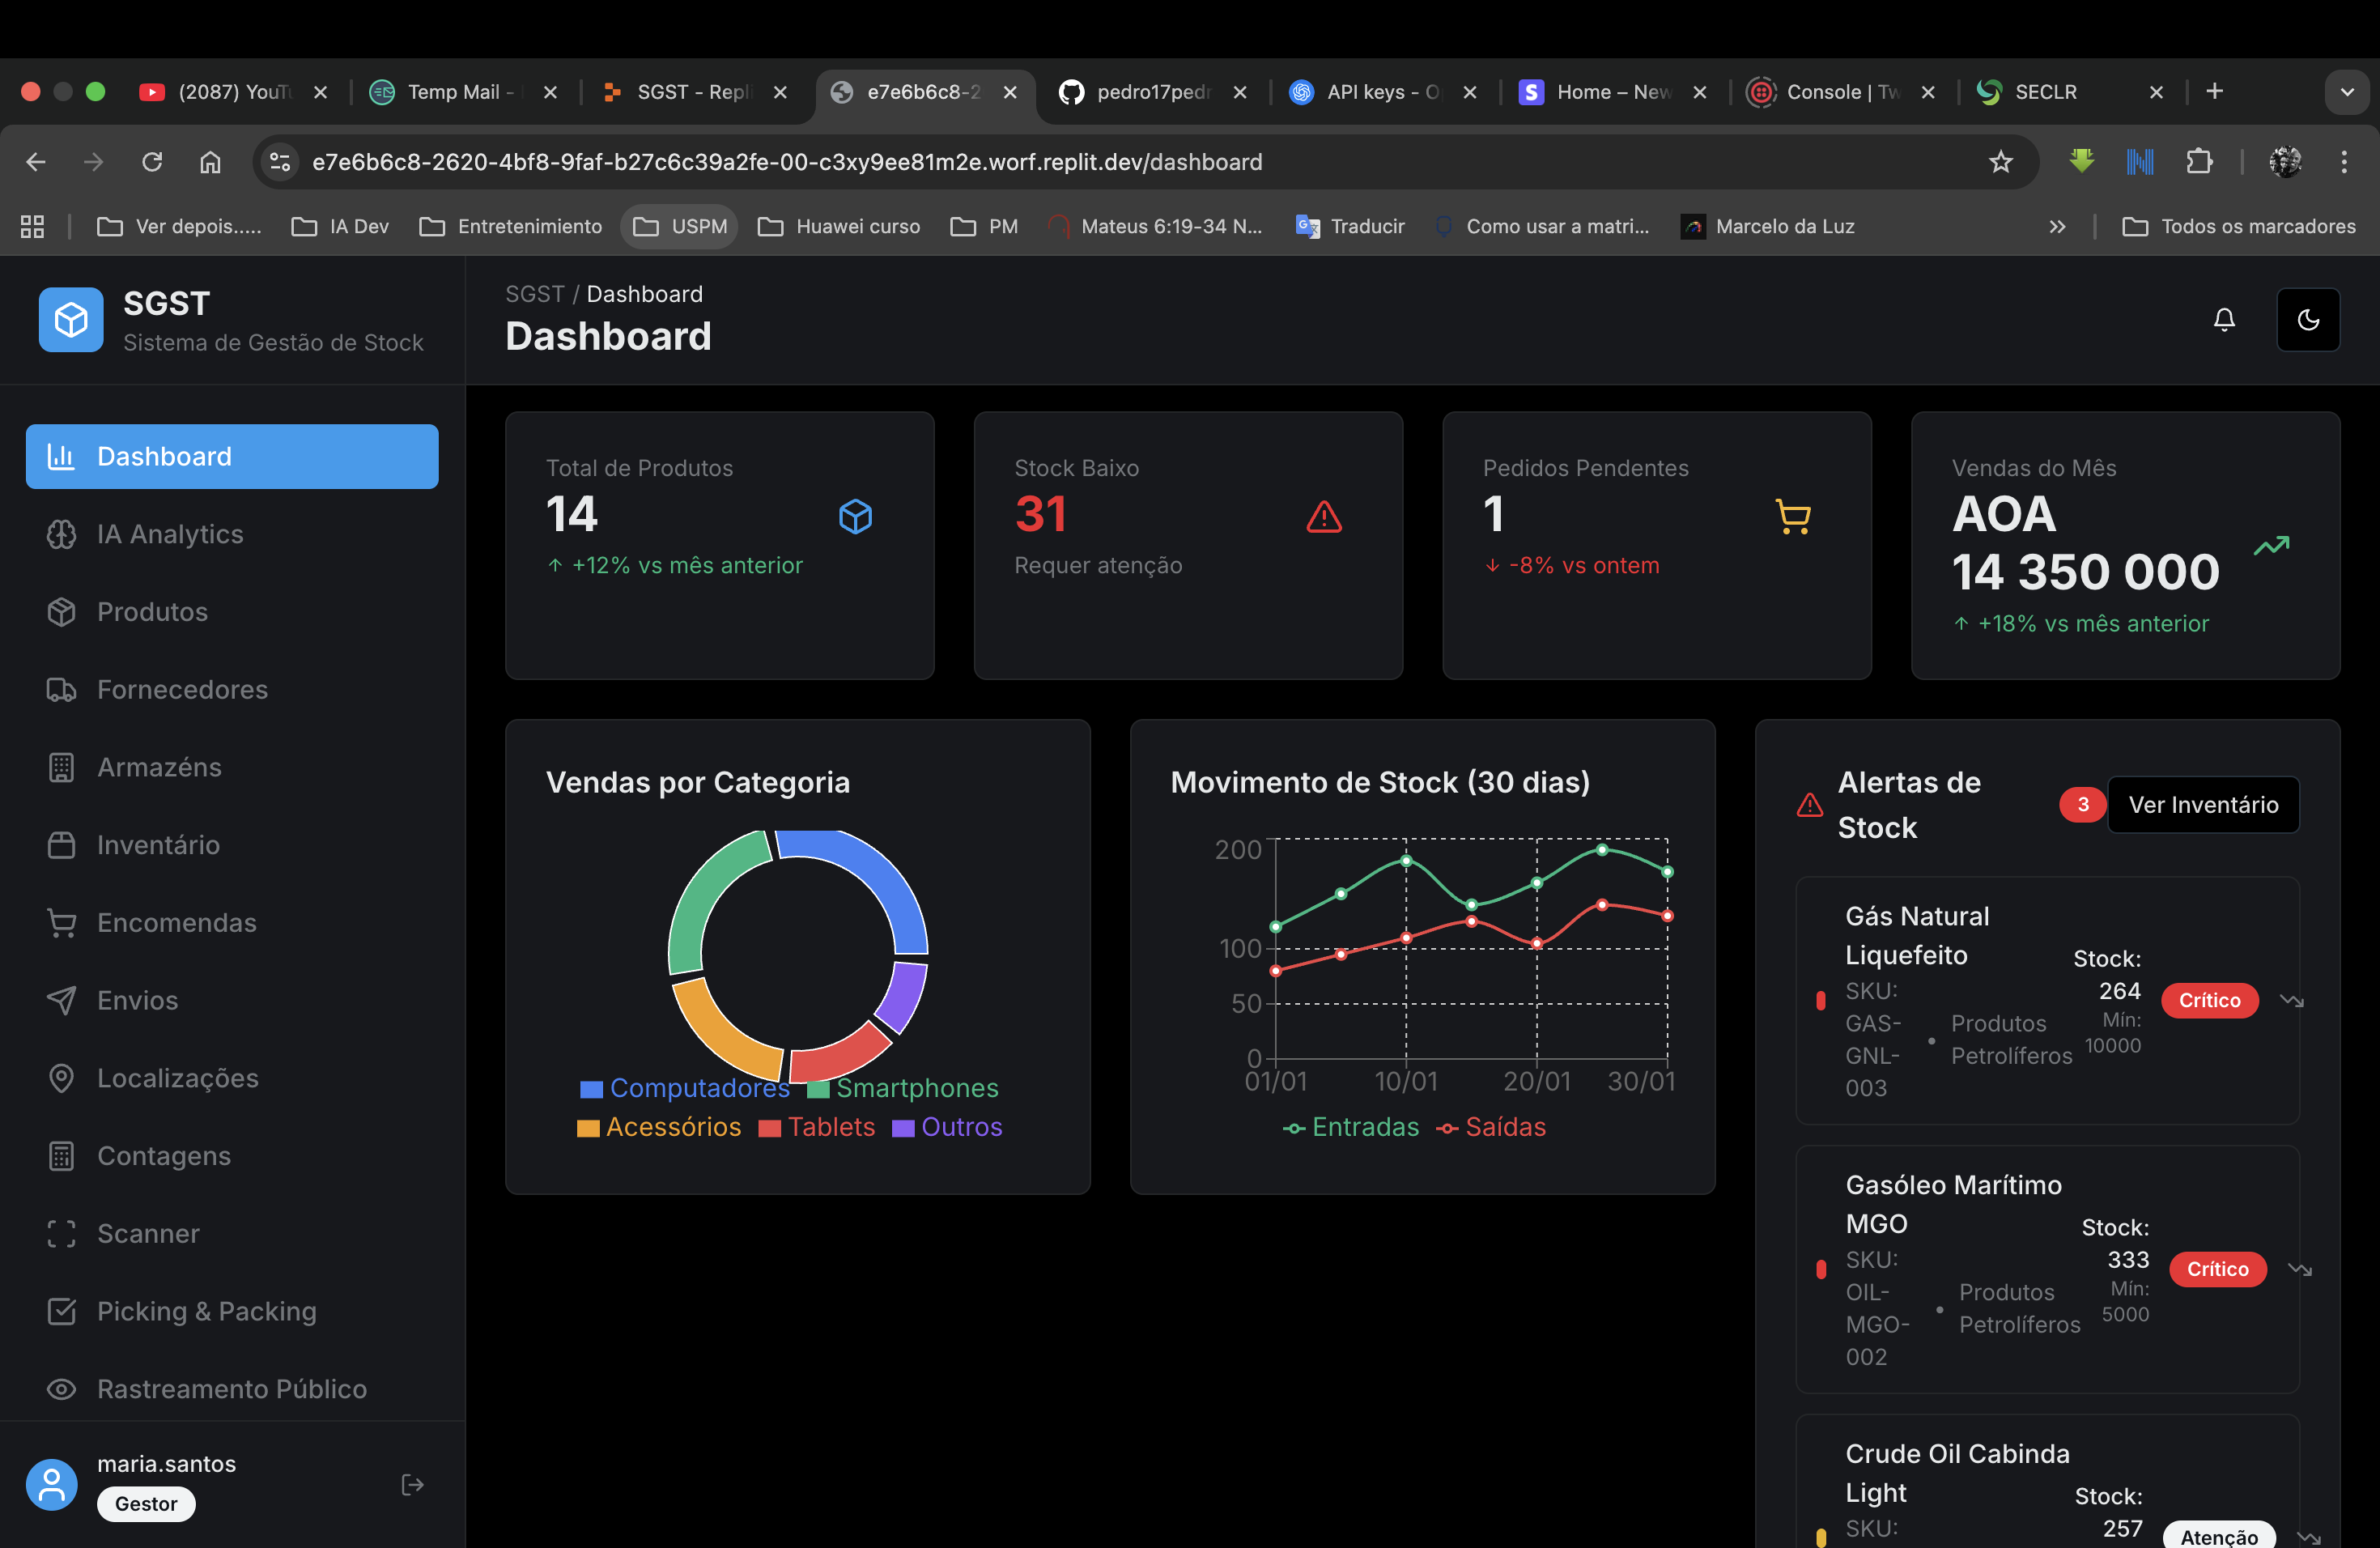 (2087) YouT
Temp Mail -
SGST - Repli
e7e6b6c8-2
pedro17pedr
API keys - O
Home – New
Console | Tw
SECLR
e7e6b6c8-2620-4bf8-9faf-b27c6c39a2fe-00-c3xy9ee81m2e.worf.replit.dev/dashboard
Ver depois.....
IA Dev
Entretenimiento
USPM
Huawei curso
PM
Mateus 6:19-34 N...
Traducir
Como usar a matri...
Marcelo da Luz
Todos os marcadores
SGST
Sistema de Gestão de Stock
Dashboard
IA Analytics
Produtos
Fornecedores
Armazéns
Inventário
Encomendas
Envios
Localizações
Contagens
Scanner
Picking & Packing
Rastreamento Público
maria.santos
Gestor
SGST / Dashboard
Dashboard
Total de Produtos
14
+12% vs mês anterior
Stock Baixo
31
Requer atenção
Pedidos Pendentes
1
-8% vs ontem
Vendas do Mês
AOA
14 350 000
+18% vs mês anterior
Vendas por Categoria
Computadores Smartphones
Acessórios Tablets Outros
Movimento de Stock (30 dias)
200
100
50
0
01/01 10/01 20/01 30/01
Entradas Saídas
Alertas de
Stock
3
Ver Inventário
Gás Natural
Liquefeito
SKU:
GAS-
GNL-
003
•
Produtos
Petrolíferos
Stock:
264
Mín:
10000
Crítico
Gasóleo Marítimo
MGO
SKU:
OIL-
MGO-
002
•
Produtos
Petrolíferos
Stock:
333
Mín:
5000
Crítico
Crude Oil Cabinda
Light
SKU:
Stock:
257
Atenção